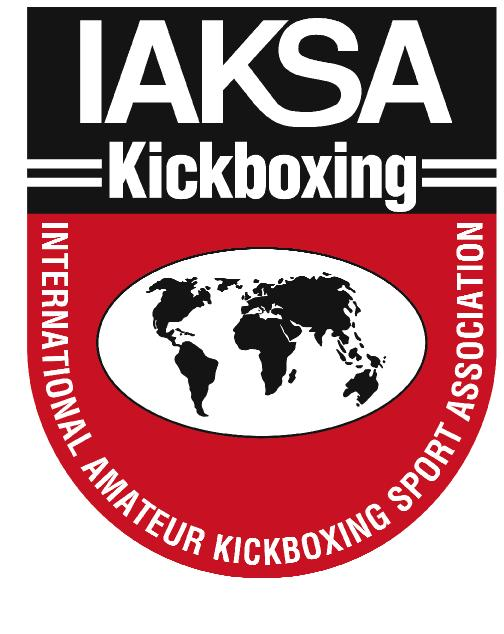 IAKSA
Kickboxing
INTERNATIONAL AMATEUR KICKBOXING SPORT ASSOCIATION